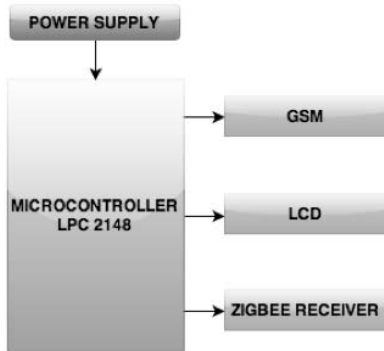 POWER SUPPLY
GSM
MICROCONTROLLER
LPC 2148
LCD
ZIGBEE RECEIVER